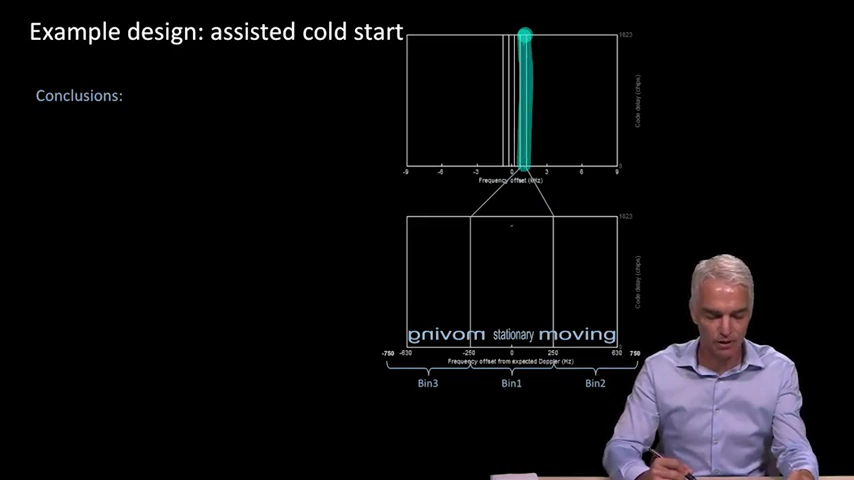 Example design: assisted cold start
Conclusions:
1023
Code delay (chips)
0
-9 -6 -3 0 3 6 9
Frequency offset (kHz)
1023
Code delay (chips)
moving stationary moving
0
-750 -630 -250 0 250 630 750
Frequency offset from expected Doppler (Hz)
Bin3 Bin1 Bin2